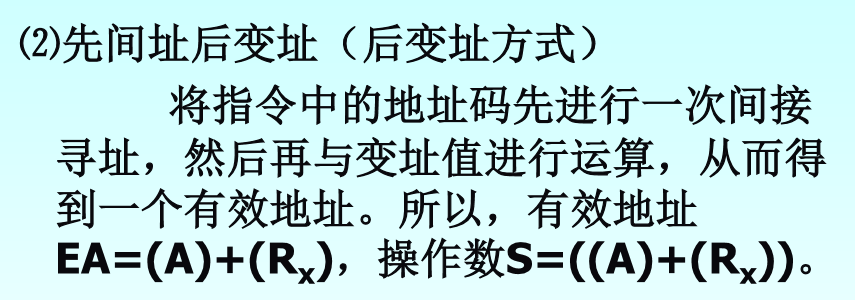 ⑵先间址后变址（后变址方式）
将指令中的地址码先进行一次间接
寻址，然后再与变址值进行运算，从而得
到一个有效地址。所以，有效地址
EA=(A)+(Rx)，操作数S=((A)+(Rx))。